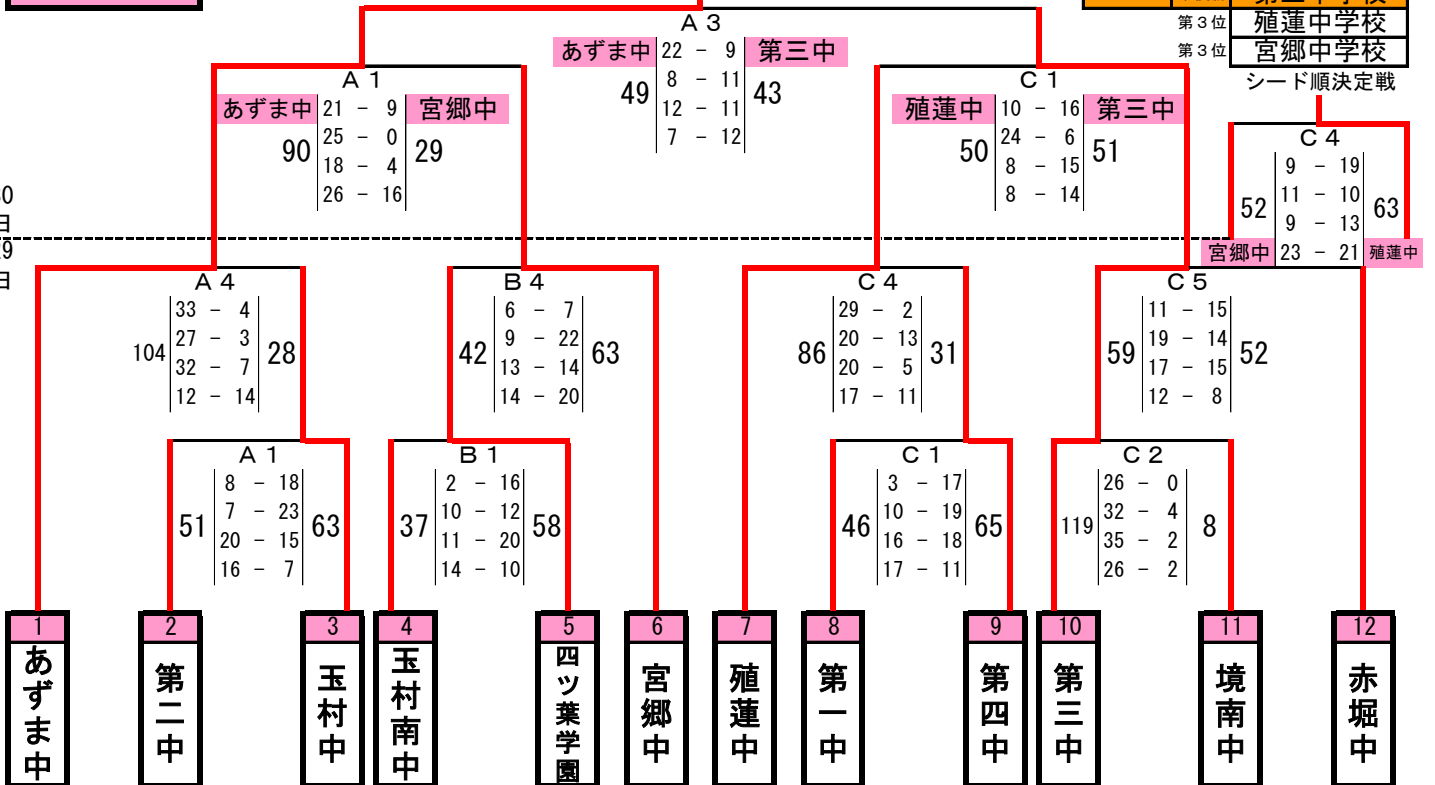 第３位 殖蓮中学校
第３位 宮郷中学校
シード順決定戦
Ａ３
あずま中 22 - 9 第三中
49 8 - 11 43
12 - 11
7 - 12
Ａ１
あずま中 21 - 9 宮郷中
90 25 - 0 29
18 - 4
26 - 16
Ｃ１
殖蓮中 10 - 16 第三中
50 24 - 6 51
8 - 15
8 - 14
Ｃ４
9 - 19
52 11 - 10 63
9 - 13
宮郷中 23 - 21 殖蓮中
日
日
Ａ４
33 - 4
104 27 - 3 28
32 - 7
12 - 14
Ｂ４
6 - 7
42 9 - 22 63
13 - 14
14 - 20
Ｃ４
29 - 2
86 20 - 13 31
20 - 5
17 - 11
Ｃ５
11 - 15
59 19 - 14 52
17 - 15
12 - 8
Ａ１
8 - 18
51 7 - 23 63
20 - 15
16 - 7
Ｂ１
2 - 16
37 10 - 12 58
11 - 20
14 - 10
Ｃ１
3 - 17
46 10 - 19 65
16 - 18
17 - 11
Ｃ２
26 - 0
119 32 - 4 8
35 - 2
26 - 2
1 2 3 4 5 6 7 8 9 10 11 12
あずま中
第二中
玉村中
玉村南中
四ツ葉学園
宮郷中
殖蓮中
第一中
第四中
第三中
境南中
赤堀中